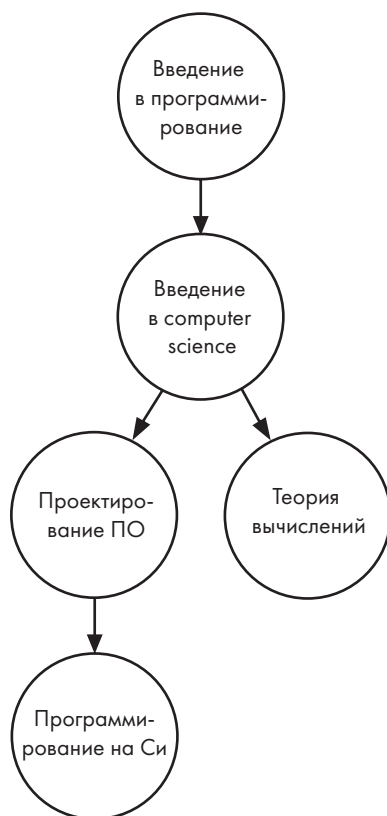 Введение
в программи-
рование
Введение
в computer
science
Проектиро-
вание ПО
Теория
вычислений
Программи-
рование на Си